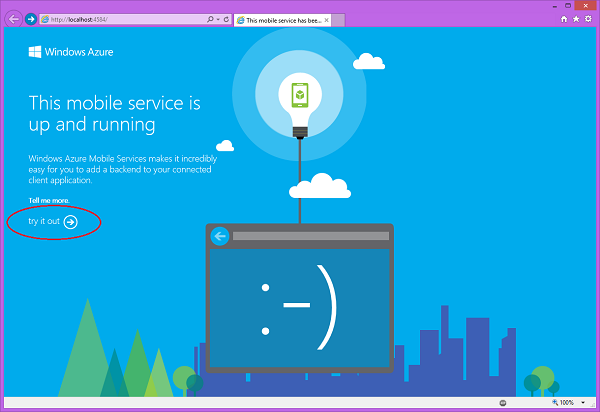 http://localhost:4584/
This mobile service has bee...
Windows Azure
This mobile service is
up and running
Windows Azure Mobile Services makes it incredibly
easy for you to add a backend to your connected
client application.
Tell me more.
try it out
:-)
100%